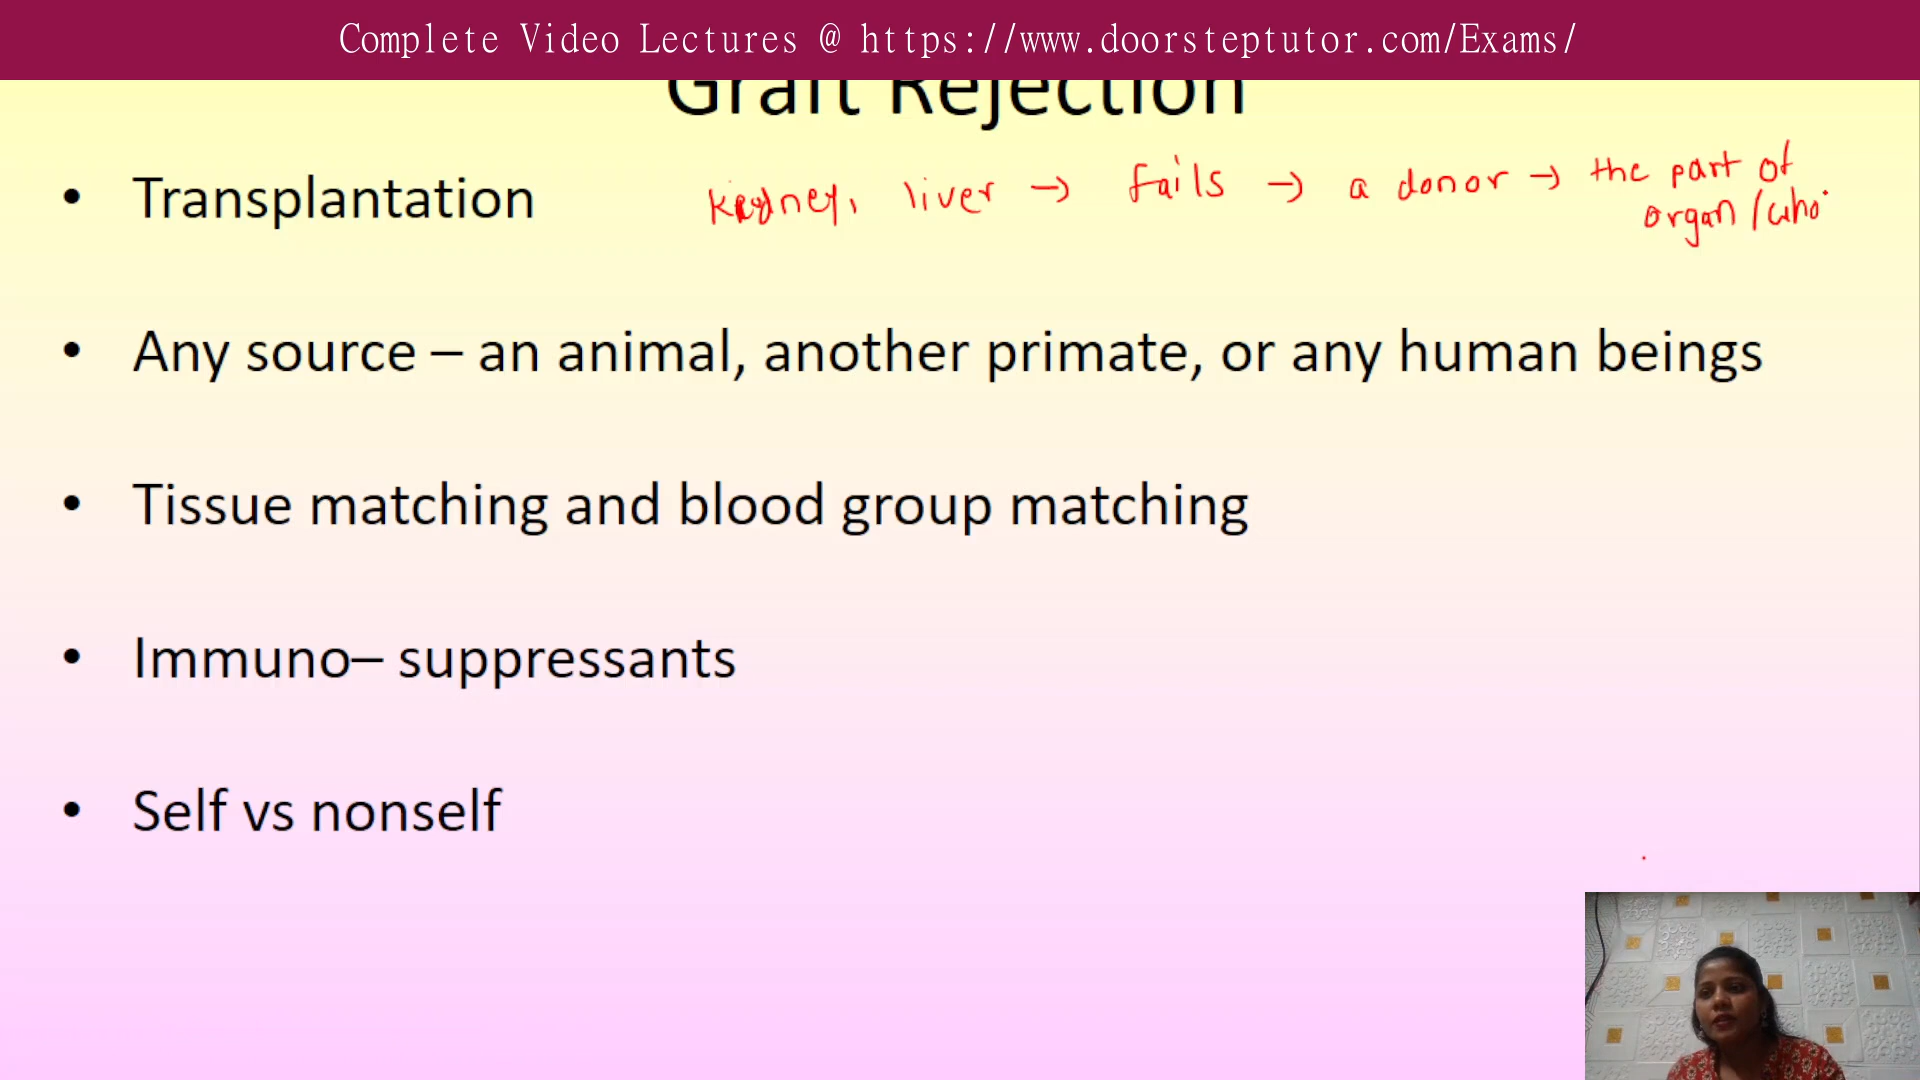 Complete Video Lectures @ https://www.doorsteptutor.com/Exams/
Graft Rejection
• Transplantation
kidney, liver → fails → a donor → the part of
organ/who
• Any source – an animal, another primate, or any human beings
• Tissue matching and blood group matching
• Immuno– suppressants
• Self vs nonself